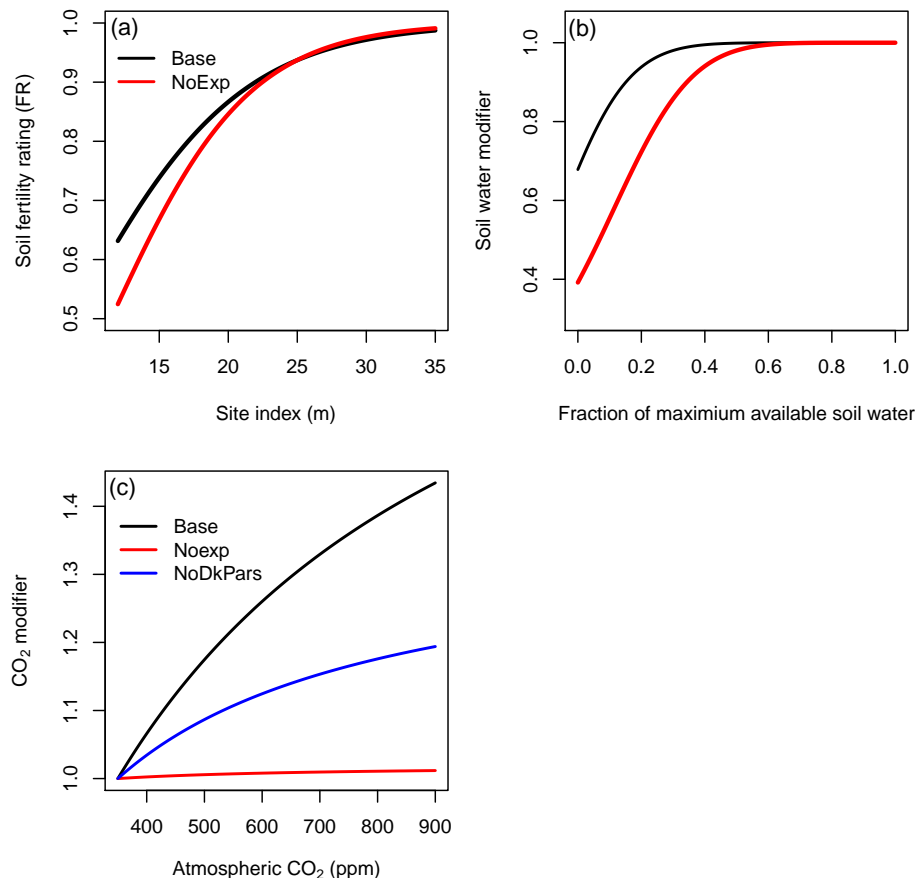 (a)
Base
NoExp
Soil fertility rating (FR)
0.5 0.6 0.7 0.8 0.9 1.0
15 20 25 30 35
Site index (m)
(b)
Soil water modifier
0.4 0.6 0.8 1.0
0.0 0.2 0.4 0.6 0.8 1.0
Fraction of maximium available soil water
(c)
Base
Noexp
NoDkPars
CO₂ modifier
1.0 1.1 1.2 1.3 1.4
400 500 600 700 800 900
Atmospheric CO₂ (ppm)